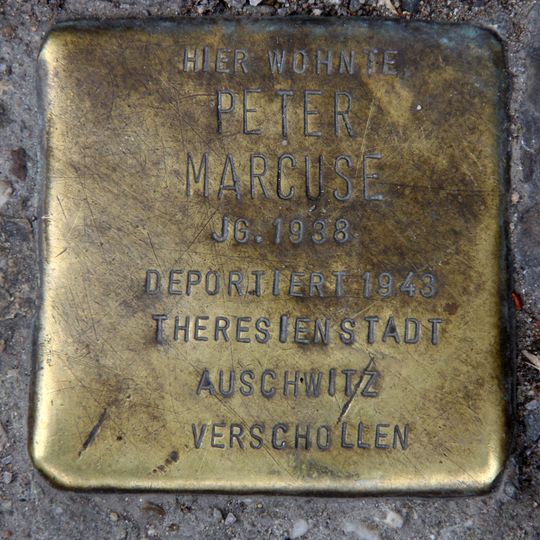 HIER WOHNTE
PETER
MARCUSE
JG. 1938
DEPORTIERT 1943
THERESIENSTADT
AUSCHWITZ
VERSCHOLLEN